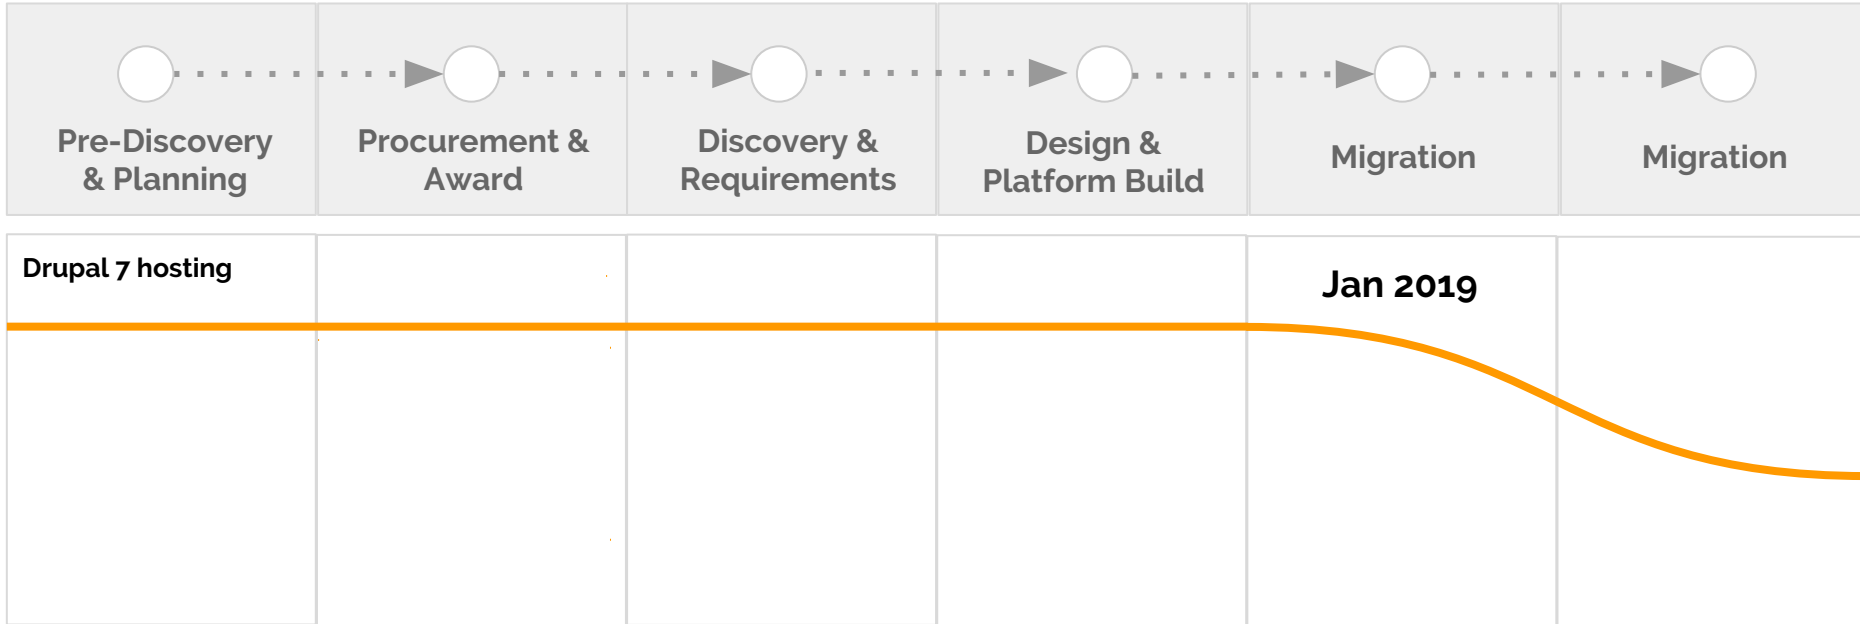 Pre-Discovery
& Planning
Procurement &
Award
Discovery &
Requirements
Design &
Platform Build
Migration
Migration
Drupal 7 hosting
Jan 2019